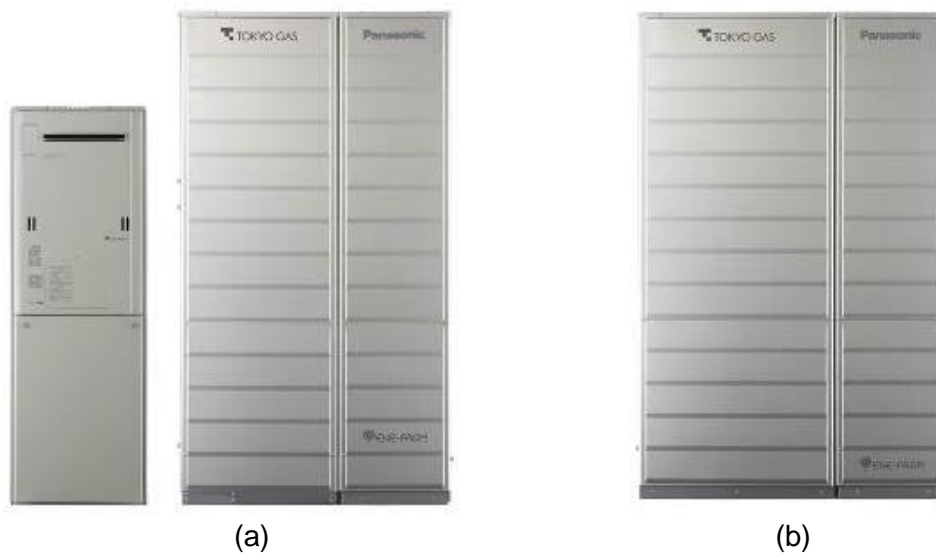 TOKYO GAS
Panasonic
ENE-FARM
TOKYO GAS
Panasonic
ENE-FARM
(a)
(b)